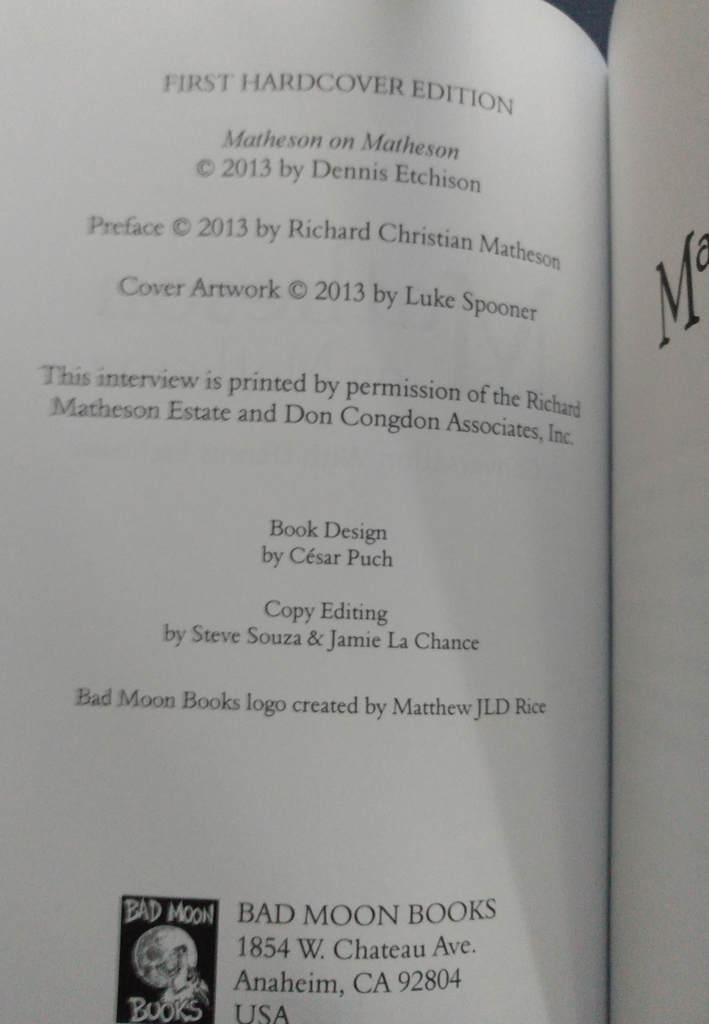 FIRST HARDCOVER EDITION
Matheson on Matheson
© 2013 by Dennis Etchison
Preface © 2013 by Richard Christian Matheson
Cover Artwork © 2013 by Luke Spooner
This interview is printed by permission of the Richard
Matheson Estate and Don Congdon Associates, Inc.
Book Design
by César Puch
Copy Editing
by Steve Souza & Jamie La Chance
Bad Moon Books logo created by Matthew JLD Rice
BAD MOON
BOOKS
BAD MOON BOOKS
1854 W. Chateau Ave.
Anaheim, CA 92804
USA
Ma